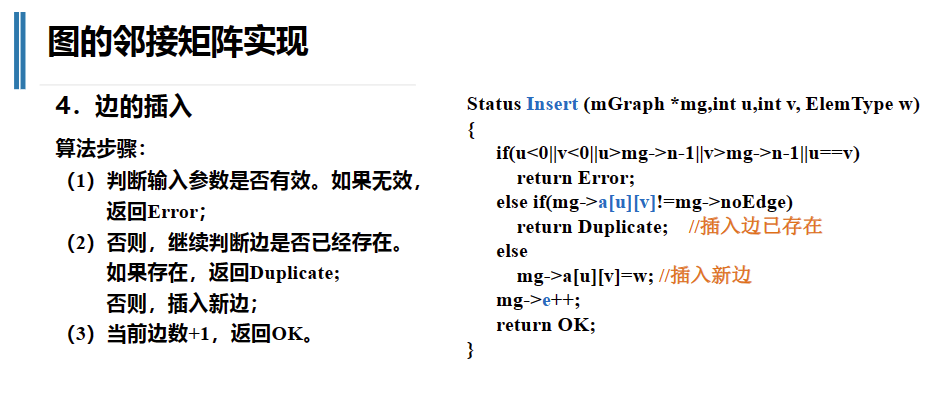 图的邻接矩阵实现
4．边的插入
算法步骤：
（1）判断输入参数是否有效。如果无效，
返回Error；
（2）否则，继续判断边是否已经存在。
如果存在，返回Duplicate;
否则，插入新边；
（3）当前边数+1，返回OK。
Status Insert (mGraph *mg,int u,int v, ElemType w)
{
if(u<0||v<0||u>mg->n-1||v>mg->n-1||u==v)
return Error;
else if(mg->a[u][v]!=mg->noEdge)
return Duplicate; //插入边已存在
else
mg->a[u][v]=w; //插入新边
mg->e++;
return OK;
}